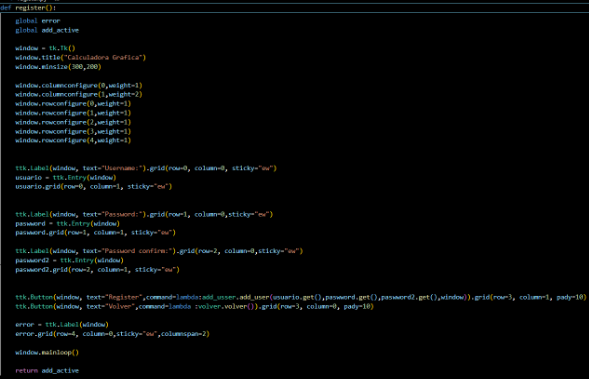 def register():
global error
global add_active
window = tk.Tk()
window.title("Calculadora Grafica")
window.minsize(300,200)
window.columnconfigure(0,weight=1)
window.columnconfigure(1,weight=2)
window.rowconfigure(0,weight=1)
window.rowconfigure(1,weight=1)
window.rowconfigure(2,weight=1)
window.rowconfigure(3,weight=1)
window.rowconfigure(4,weight=1)
ttk.Label(window, text="Username:").grid(row=0, column=0, sticky="ew")
usuario = ttk.Entry(window)
usuario.grid(row=0, column=1, sticky="ew")
ttk.Label(window, text="Password:").grid(row=1, column=0,sticky="ew")
password = ttk.Entry(window)
password.grid(row=1, column=1, sticky="ew")
ttk.Label(window, text="Password confirm:").grid(row=2, column=0,sticky="ew")
password2 = ttk.Entry(window)
password2.grid(row=2, column=1, sticky="ew")
ttk.Button(window, text="Register",command=lambda:add_usser.add_user(usuario.get(),password.get(),password2.get(),window)).grid(row=3, column=1, pady=10)
ttk.Button(window, text="Volver",command=lambda :volver.volver()).grid(row=3, column=0, pady=10)
error = ttk.Label(window)
error.grid(row=4, column=0,sticky="ew",columnspan=2)
window.mainloop()
return add_active